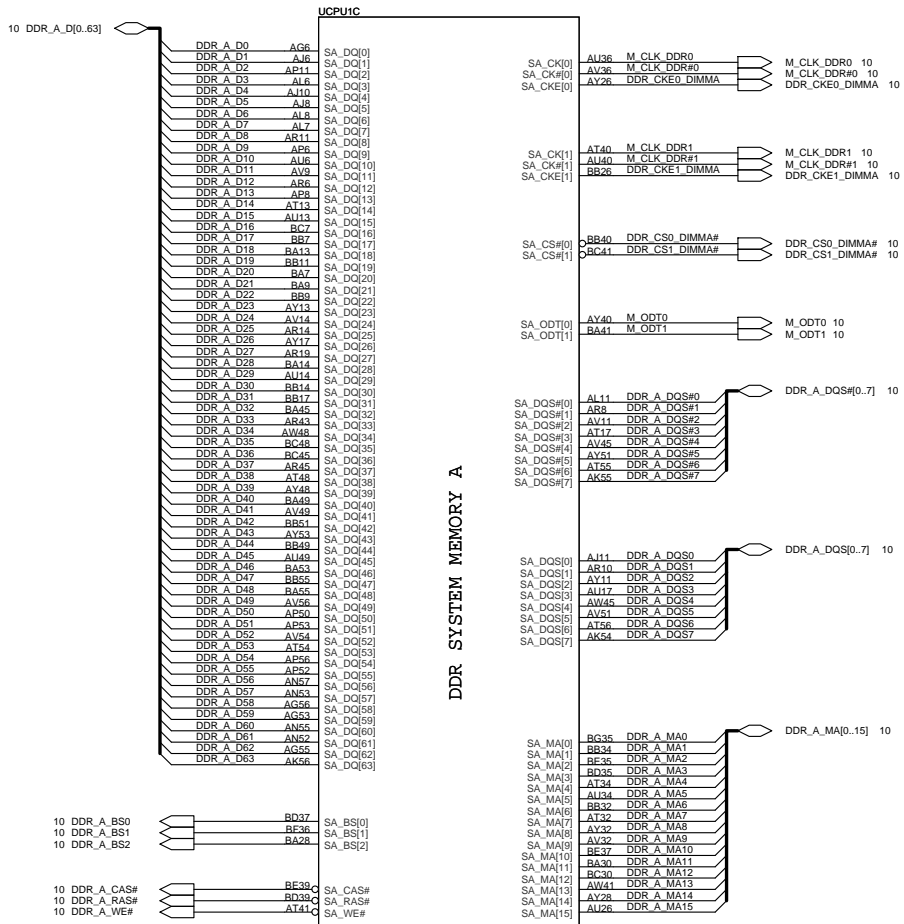 UCPU1C
10 DDR_A_D[0..63]
DDR_A_D0 AG6 SA_DQ[0]
DDR_A_D1 AJ6 SA_DQ[1]
DDR_A_D2 AP11 SA_DQ[2]
DDR_A_D3 AL6 SA_DQ[3]
DDR_A_D4 AJ10 SA_DQ[4]
DDR_A_D5 AJ8 SA_DQ[5]
DDR_A_D6 AL8 SA_DQ[6]
DDR_A_D7 AL7 SA_DQ[7]
DDR_A_D8 AR11 SA_DQ[8]
DDR_A_D9 AP6 SA_DQ[9]
DDR_A_D10 AU6 SA_DQ[10]
DDR_A_D11 AV9 SA_DQ[11]
DDR_A_D12 AR6 SA_DQ[12]
DDR_A_D13 AP8 SA_DQ[13]
DDR_A_D14 AT13 SA_DQ[14]
DDR_A_D15 AU13 SA_DQ[15]
DDR_A_D16 BC7 SA_DQ[16]
DDR_A_D17 BB7 SA_DQ[17]
DDR_A_D18 BA13 SA_DQ[18]
DDR_A_D19 BB11 SA_DQ[19]
DDR_A_D20 BA7 SA_DQ[20]
DDR_A_D21 BA9 SA_DQ[21]
DDR_A_D22 BB9 SA_DQ[22]
DDR_A_D23 AY13 SA_DQ[23]
DDR_A_D24 AV14 SA_DQ[24]
DDR_A_D25 AR14 SA_DQ[25]
DDR_A_D26 AY17 SA_DQ[26]
DDR_A_D27 AR19 SA_DQ[27]
DDR_A_D28 BA14 SA_DQ[28]
DDR_A_D29 AU14 SA_DQ[29]
DDR_A_D30 BB14 SA_DQ[30]
DDR_A_D31 BB17 SA_DQ[31]
DDR_A_D32 BA45 SA_DQ[32]
DDR_A_D33 AR43 SA_DQ[33]
DDR_A_D34 AW48 SA_DQ[34]
DDR_A_D35 BC48 SA_DQ[35]
DDR_A_D36 BC45 SA_DQ[36]
DDR_A_D37 AR45 SA_DQ[37]
DDR_A_D38 AT48 SA_DQ[38]
DDR_A_D39 AY48 SA_DQ[39]
DDR_A_D40 BA49 SA_DQ[40]
DDR_A_D41 AV49 SA_DQ[41]
DDR_A_D42 BB51 SA_DQ[42]
DDR_A_D43 AY53 SA_DQ[43]
DDR_A_D44 BB49 SA_DQ[44]
DDR_A_D45 AU49 SA_DQ[45]
DDR_A_D46 BA53 SA_DQ[46]
DDR_A_D47 BB55 SA_DQ[47]
DDR_A_D48 BA55 SA_DQ[48]
DDR_A_D49 AV56 SA_DQ[49]
DDR_A_D50 AP50 SA_DQ[50]
DDR_A_D51 AP53 SA_DQ[51]
DDR_A_D52 AV54 SA_DQ[52]
DDR_A_D53 AT54 SA_DQ[53]
DDR_A_D54 AP56 SA_DQ[54]
DDR_A_D55 AP52 SA_DQ[55]
DDR_A_D56 AN57 SA_DQ[56]
DDR_A_D57 AN53 SA_DQ[57]
DDR_A_D58 AG56 SA_DQ[58]
DDR_A_D59 AG53 SA_DQ[59]
DDR_A_D60 AN55 SA_DQ[60]
DDR_A_D61 AN52 SA_DQ[61]
DDR_A_D62 AG55 SA_DQ[62]
DDR_A_D63 AK56 SA_DQ[63]
10 DDR_A_BS0 BD37 SA_BS[0]
10 DDR_A_BS1 BF36 SA_BS[1]
10 DDR_A_BS2 BA28 SA_BS[2]
10 DDR_A_CAS# BE39 SA_CAS#
10 DDR_A_RAS# BD39 SA_RAS#
10 DDR_A_WE# AT41 SA_WE#
DDR SYSTEM MEMORY A
SA_CK[0] AU36 M_CLK_DDR0 M_CLK_DDR0 10
SA_CK#[0] AV36 M_CLK_DDR#0 M_CLK_DDR#0 10
SA_CKE[0] AY26 DDR_CKE0_DIMMA DDR_CKE0_DIMMA 10
SA_CK[1] AT40 M_CLK_DDR1 M_CLK_DDR1 10
SA_CK#[1] AU40 M_CLK_DDR#1 M_CLK_DDR#1 10
SA_CKE[1] BB26 DDR_CKE1_DIMMA DDR_CKE1_DIMMA 10
SA_CS#[0] BB40 DDR_CS0_DIMMA# DDR_CS0_DIMMA# 10
SA_CS#[1] BC41 DDR_CS1_DIMMA# DDR_CS1_DIMMA# 10
SA_ODT[0] AY40 M_ODT0 M_ODT0 10
SA_ODT[1] BA41 M_ODT1 M_ODT1 10
DDR_A_DQS#[0..7] 10
SA_DQS#[0] AL11 DDR_A_DQS#0
SA_DQS#[1] AR8 DDR_A_DQS#1
SA_DQS#[2] AV11 DDR_A_DQS#2
SA_DQS#[3] AT17 DDR_A_DQS#3
SA_DQS#[4] AV45 DDR_A_DQS#4
SA_DQS#[5] AY51 DDR_A_DQS#5
SA_DQS#[6] AT55 DDR_A_DQS#6
SA_DQS#[7] AK55 DDR_A_DQS#7
DDR_A_DQS[0..7] 10
SA_DQS[0] AJ11 DDR_A_DQS0
SA_DQS[1] AR10 DDR_A_DQS1
SA_DQS[2] AY11 DDR_A_DQS2
SA_DQS[3] AU17 DDR_A_DQS3
SA_DQS[4] AW45 DDR_A_DQS4
SA_DQS[5] AV51 DDR_A_DQS5
SA_DQS[6] AT56 DDR_A_DQS6
SA_DQS[7] AK54 DDR_A_DQS7
DDR_A_MA[0..15] 10
SA_MA[0] BG35 DDR_A_MA0
SA_MA[1] BB34 DDR_A_MA1
SA_MA[2] BE35 DDR_A_MA2
SA_MA[3] BD35 DDR_A_MA3
SA_MA[4] AT34 DDR_A_MA4
SA_MA[5] AU34 DDR_A_MA5
SA_MA[6] BB32 DDR_A_MA6
SA_MA[7] AT32 DDR_A_MA7
SA_MA[8] AY32 DDR_A_MA8
SA_MA[9] AV32 DDR_A_MA9
SA_MA[10] BE37 DDR_A_MA10
SA_MA[11] BA30 DDR_A_MA11
SA_MA[12] BC30 DDR_A_MA12
SA_MA[13] AW41 DDR_A_MA13
SA_MA[14] AY28 DDR_A_MA14
SA_MA[15] AU26 DDR_A_MA15